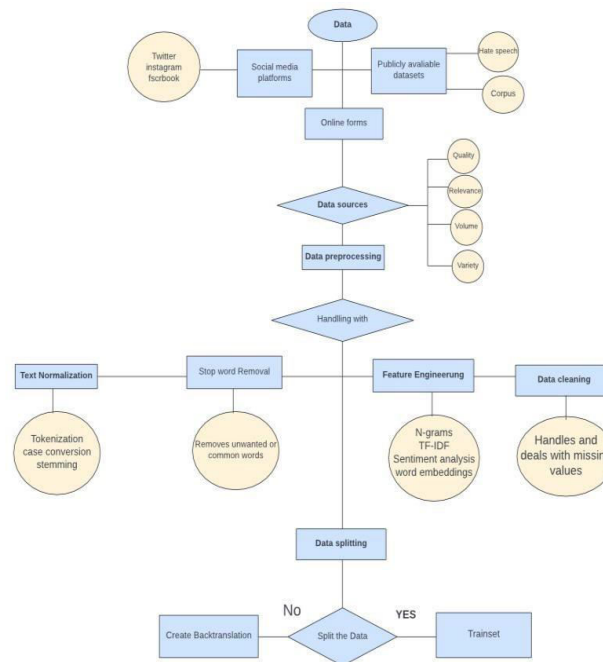 Data
Twitter
instagram
fscrbook
Social media
platforms
Publicly avaliable
datasets
Hate speech
Corpus
Online forms
Quality
Data sources
Relevance
Volume
Variety
Data preprocessing
Handlling with
Text Normalization
Stop word Removal
Feature Engineerung
Data cleaning
Tokenization
case conversion
stemming
Removes unwanted or
common words
N-grams
TF-IDF
Sentiment analysis
word embeddings
Handles and
deals with missin
values
Data splitting
No
YES
Create Backtranslation
Split the Data
Trainset